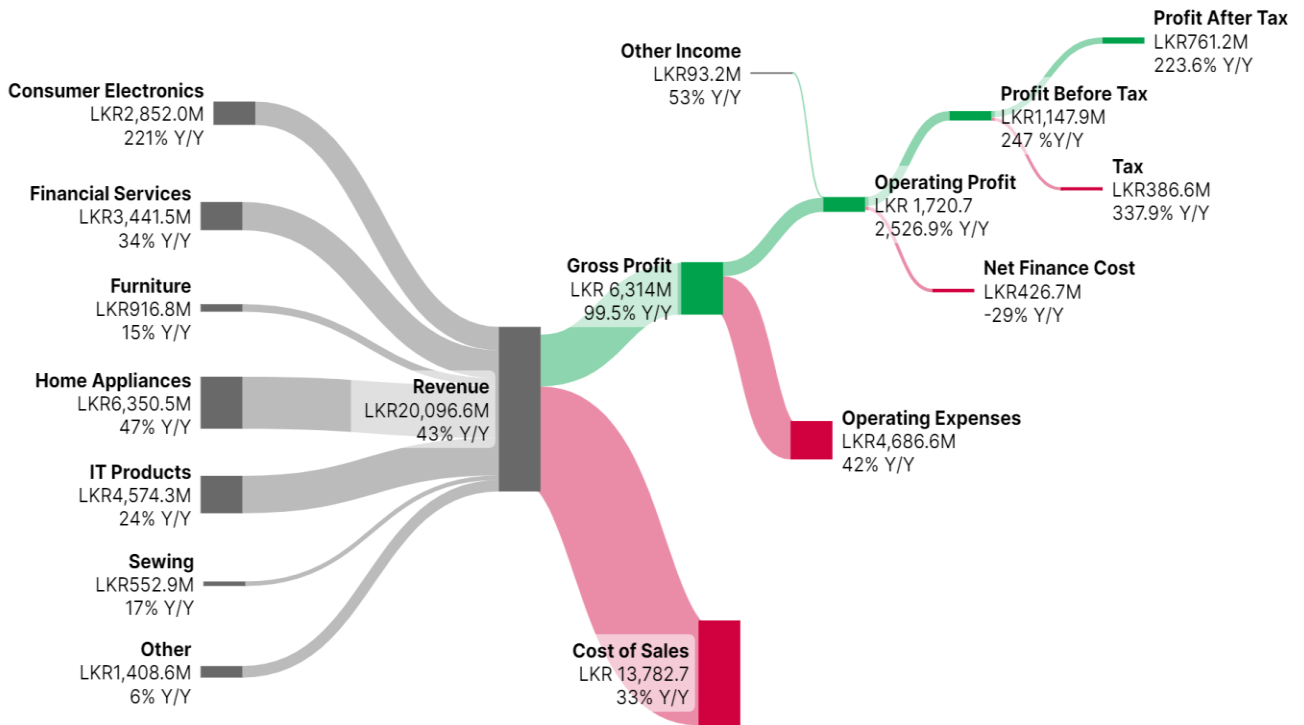 Consumer Electronics
LKR2,852.0M
221% Y/Y
Financial Services
LKR3,441.5M
34% Y/Y
Furniture
LKR916.8M
15% Y/Y
Home Appliances
LKR6,350.5M
47% Y/Y
IT Products
LKR4,574.3M
24% Y/Y
Sewing
LKR552.9M
17% Y/Y
Other
LKR1,408.6M
6% Y/Y
Revenue
LKR20,096.6M
43% Y/Y
Gross Profit
LKR 6,314M
99.5% Y/Y
Cost of Sales
LKR 13,782.7
33% Y/Y
Other Income
LKR93.2M
53% Y/Y
Operating Profit
LKR 1,720.7
2,526.9% Y/Y
Operating Expenses
LKR4,686.6M
42% Y/Y
Profit Before Tax
LKR1,147.9M
247 %Y/Y
Net Finance Cost
LKR426.7M
-29% Y/Y
Profit After Tax
LKR761.2M
223.6% Y/Y
Tax
LKR386.6M
337.9% Y/Y